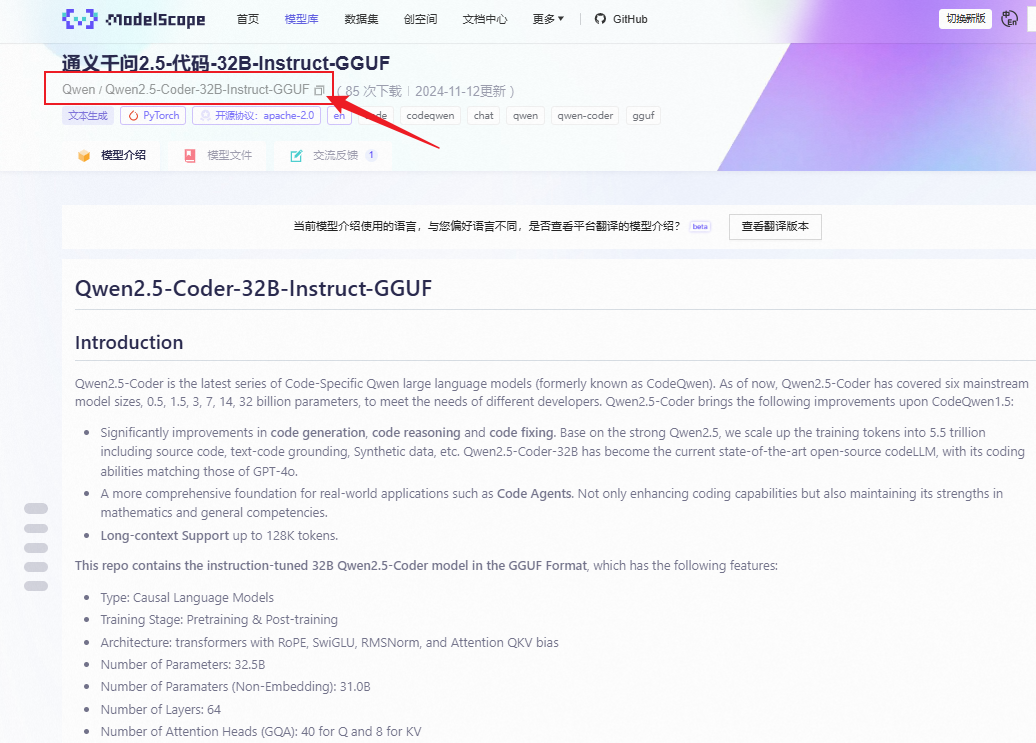 ModelScope 首页 模型库 数据集 创空间 文档中心 更多 GitHub 切换新版 中 En
通义千问2.5-代码-32B-Instruct-GGUF
Qwen / Qwen2.5-Coder-32B-Instruct-GGUF ( 85 次下载 | 2024-11-12更新 )
文本生成 PyTorch 开源协议：apache-2.0 en codeqwen chat qwen qwen-coder gguf
模型介绍 模型文件 交流反馈 1
当前模型介绍使用的语言，与您偏好语言不同，是否查看平台翻译的模型介绍？ beta 查看翻译版本
Qwen2.5-Coder-32B-Instruct-GGUF
Introduction
Qwen2.5-Coder is the latest series of Code-Specific Qwen large language models (formerly known as CodeQwen). As of now, Qwen2.5-Coder has covered six mainstream
model sizes, 0.5, 1.5, 3, 7, 14, 32 billion parameters, to meet the needs of different developers. Qwen2.5-Coder brings the following improvements upon CodeQwen1.5:
• Significantly improvements in code generation, code reasoning and code fixing. Base on the strong Qwen2.5, we scale up the training tokens into 5.5 trillion
including source code, text-code grounding, Synthetic data, etc. Qwen2.5-Coder-32B has become the current state-of-the-art open-source codeLLM, with its coding
abilities matching those of GPT-4o.
• A more comprehensive foundation for real-world applications such as Code Agents. Not only enhancing coding capabilities but also maintaining its strengths in
mathematics and general competencies.
• Long-context Support up to 128K tokens.
This repo contains the instruction-tuned 32B Qwen2.5-Coder model in the GGUF Format, which has the following features:
• Type: Causal Language Models
• Training Stage: Pretraining & Post-training
• Architecture: transformers with RoPE, SwiGLU, RMSNorm, and Attention QKV bias
• Number of Parameters: 32.5B
• Number of Paramaters (Non-Embedding): 31.0B
• Number of Layers: 64
• Number of Attention Heads (GQA): 40 for Q and 8 for KV